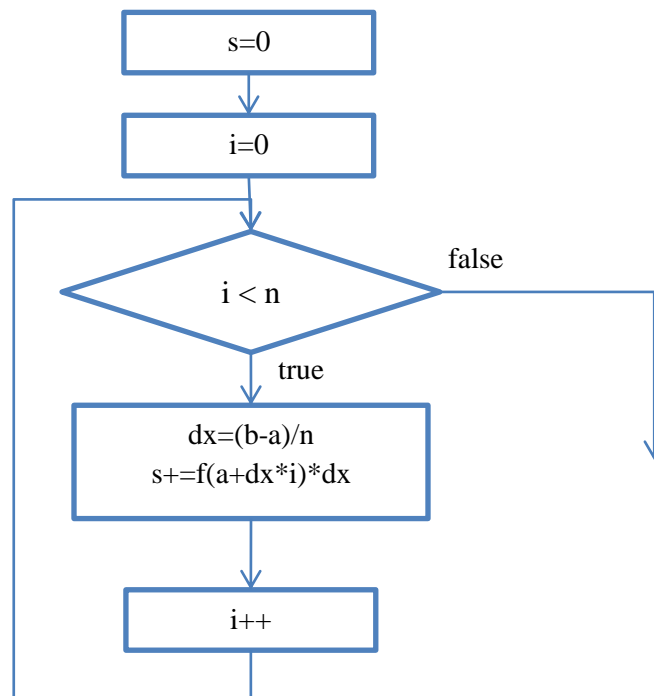 s=0
i=0
i < n
false
true
dx=(b-a)/n
s+=f(a+dx*i)*dx
i++